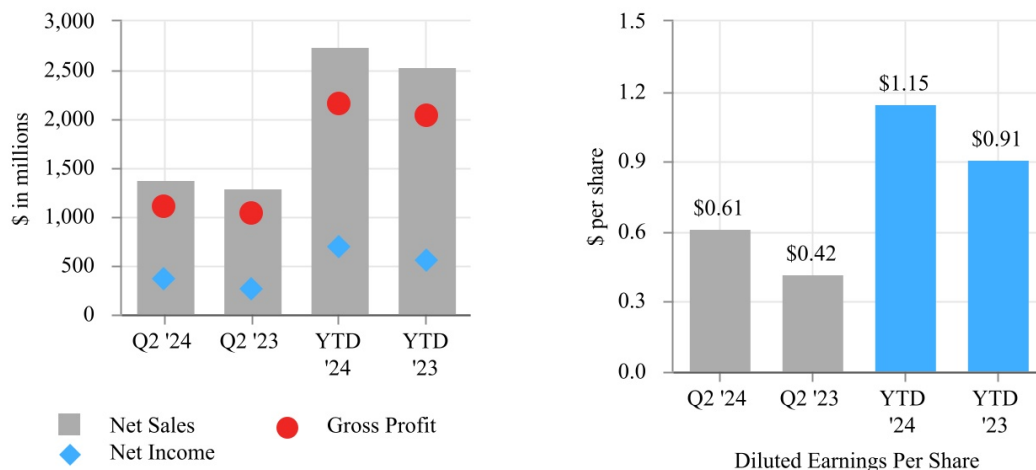 3,000
2,500
2,000
1,500
1,000
500
0
$ in millions
Q2 '24
Q2 '23
YTD
'24
YTD
'23
Net Sales
Gross Profit
Net Income
1.5
1.2
0.9
0.6
0.3
0.0
$ per share
$0.61
$0.42
$1.15
$0.91
Q2 '24
Q2 '23
YTD
'24
YTD
'23
Diluted Earnings Per Share